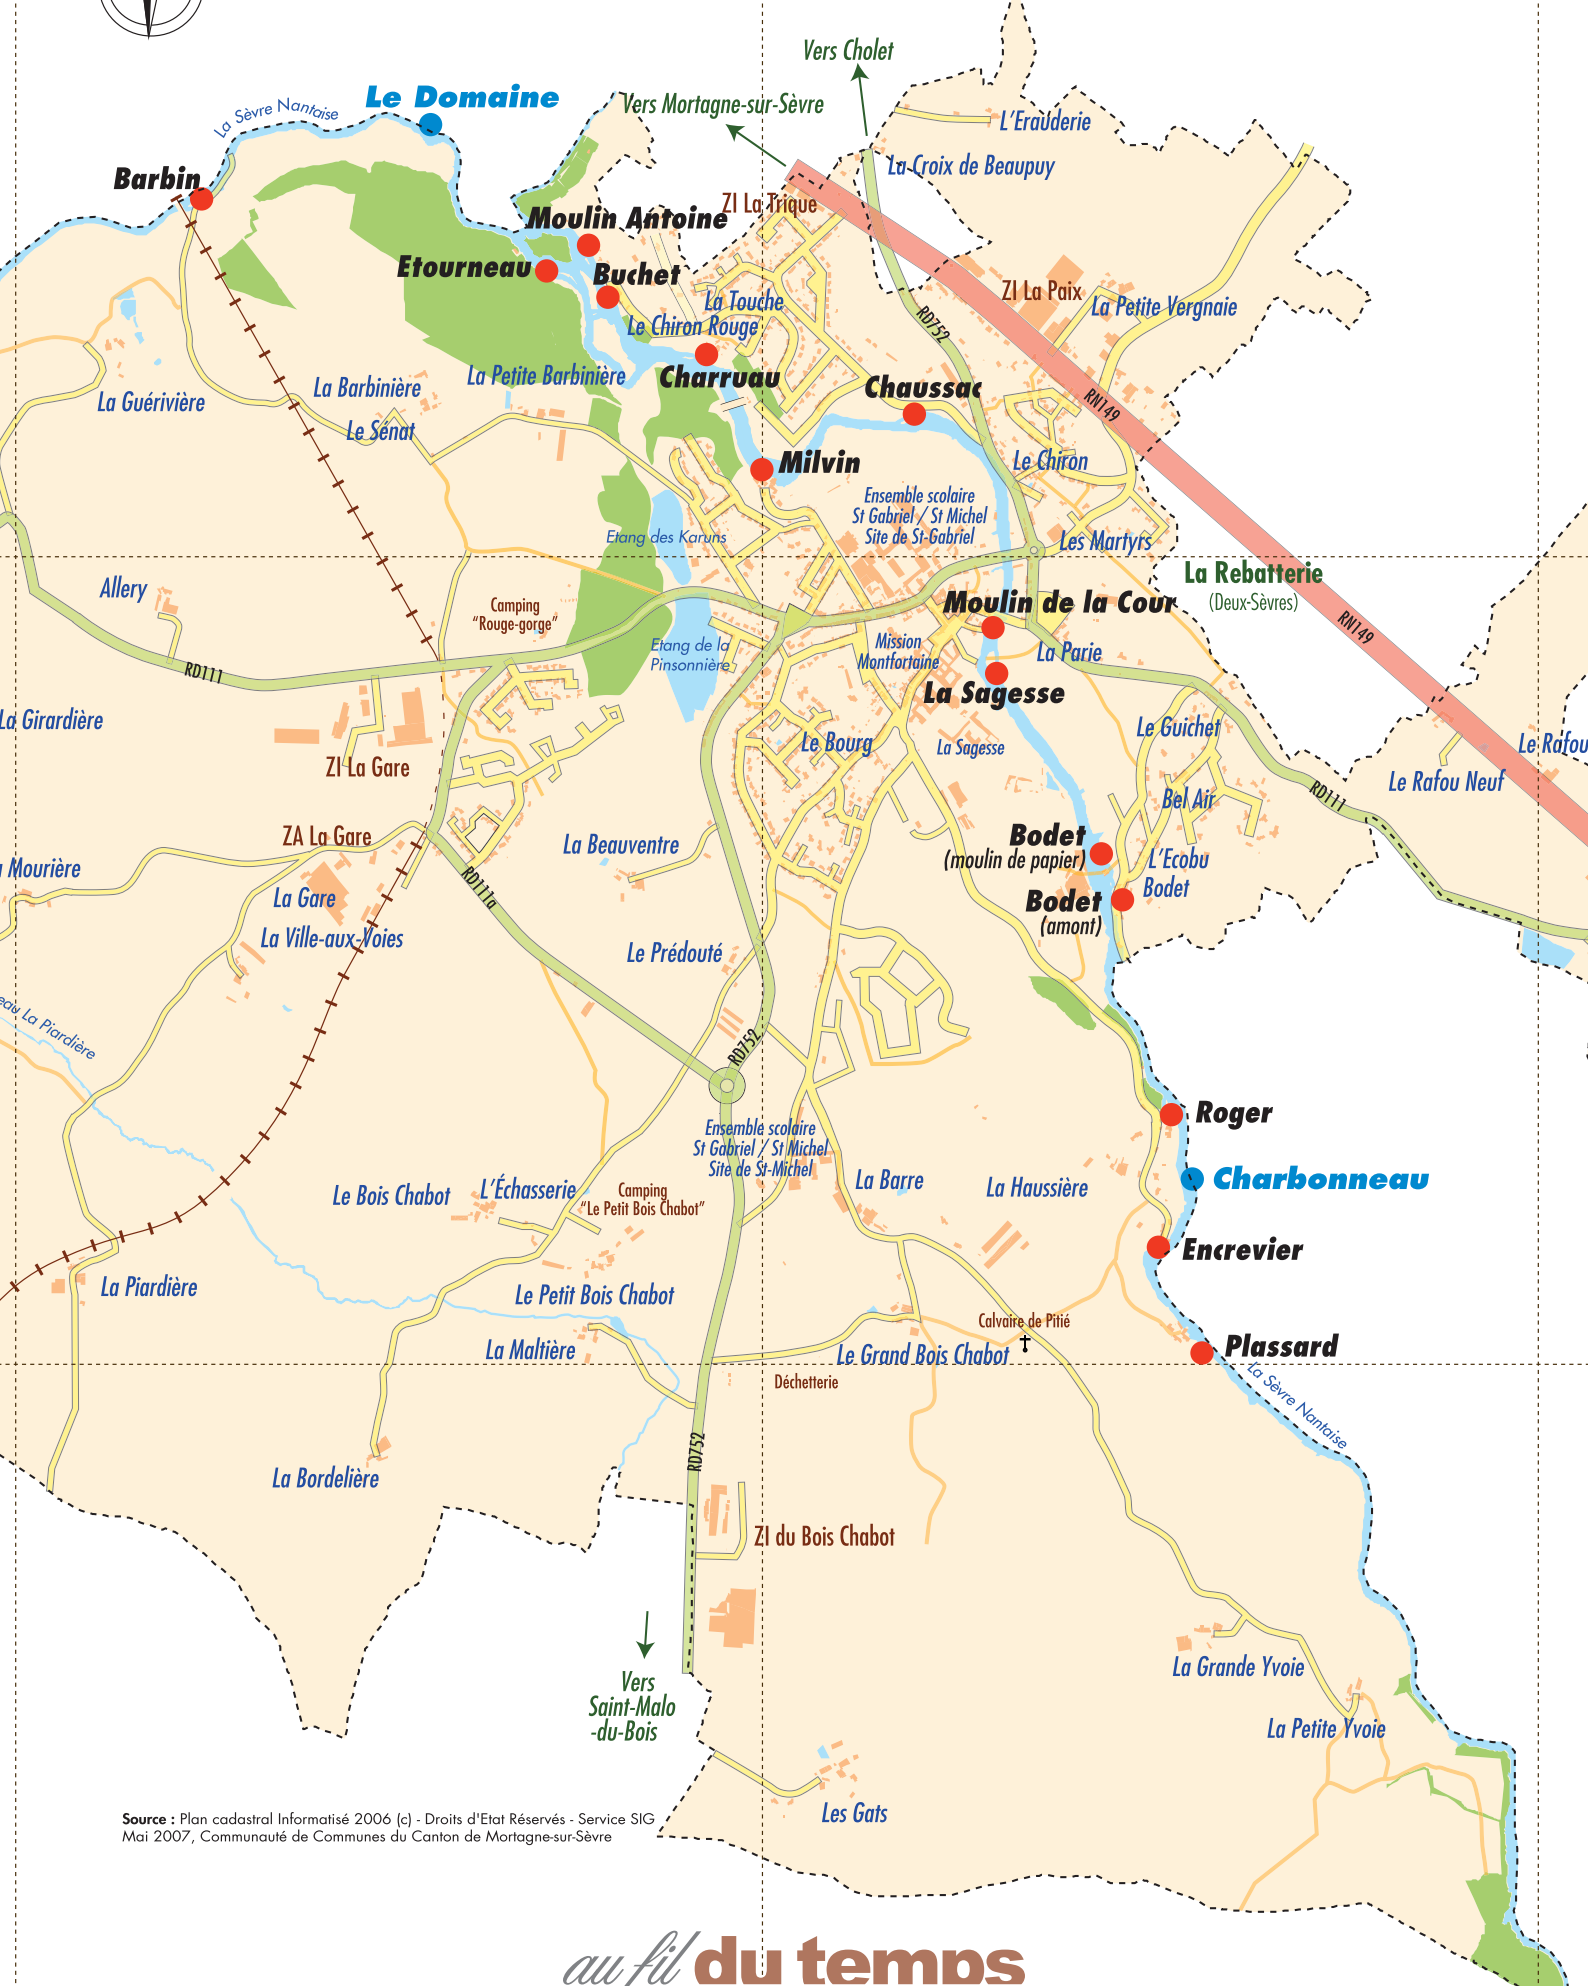 Vers Cholet
Le Domaine
Vers Mortagne-sur-Sèvre
La Sèvre Nantaise
L'Erauderie
La Croix de Beaupuy
Barbin
ZI La Trique
Moulin Antoine
Etourneau
Buchet
La Touche
ZI La Paix
La Petite Vergnaie
Le Chiron Rouge
RD752
La Petite Barbinière
Charruau
Chaussac
La Barbinière
La Guérivière
RN149
Le Sénat
Milvin
Le Chiron
Ensemble scolaire
St Gabriel / St Michel
Site de St-Gabriel
Etang des Karuns
Les Martyrs
La Rebatterie
(Deux-Sèvres)
Allery
Camping
"Rouge-gorge"
Moulin de la Cour
RN149
Etang de la
Pinsonnière
Mission
Montfortaine
La Parie
RD111
La Sagesse
La Girardière
Le Guichet
Le Bourg
La Sagesse
Le Rafou
ZI La Gare
Le Rafou Neuf
RD111
Bel Air
ZA La Gare
La Beauventre
Bodet
(moulin de papier)
L'Ecobu
Mourière
RD111a
Bodet
La Gare
Bodet
(amont)
La Ville-aux-Voies
Le Prédouté
eau La Piardière
RD752
Roger
Ensemble scolaire
St Gabriel / St Michel
Site de St-Michel
La Barre
La Haussière
Charbonneau
Le Bois Chabot
L'Échasserie
Camping
"Le Petit Bois Chabot"
Encrevier
La Piardière
Le Petit Bois Chabot
Calvaire de Pitié
La Maltière
Le Grand Bois Chabot
Plassard
Déchetterie
La Sèvre Nantaise
RD752
La Bordelière
ZI du Bois Chabot
La Grande Yvoie
Vers
Saint-Malo
-du-Bois
La Petite Yvoie
Les Gats
Source : Plan cadastral Informatisé 2006 (c) - Droits d'Etat Réservés - Service SIG
Mai 2007, Communauté de Communes du Canton de Mortagne-sur-Sèvre
au fil du temps